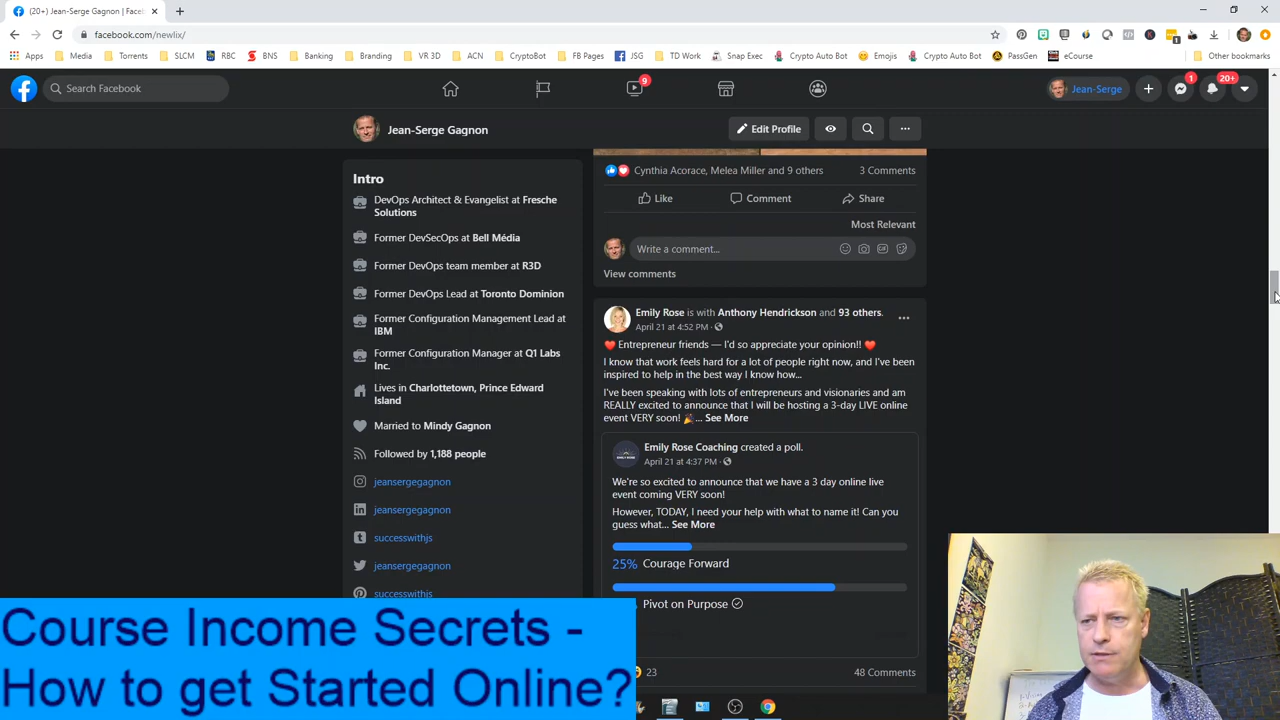 (20+) Jean-Serge Gagnon | Faceb
facebook.com/newlix/
Apps Media Torrents SLCM RBC BNS Banking Branding VR 3D ACN CryptoBot FB Pages JSG TD Work Snap Exec Crypto Auto Bot Emojis Crypto Auto Bot PassGen eCourse Other bookmarks
Search Facebook
9
Jean-Serge
1
20+
Jean-Serge Gagnon
Edit Profile
Intro
DevOps Architect & Evangelist at Fresche
Solutions
Former DevSecOps at Bell Média
Former DevOps team member at R3D
Former DevOps Lead at Toronto Dominion
Former Configuration Management Lead at
IBM
Former Configuration Manager at Q1 Labs
Inc.
Lives in Charlottetown, Prince Edward
Island
Married to Mindy Gagnon
Followed by 1,188 people
jeansergegagnon
jeansergegagnon
successwithjs
jeansergegagnon
successwithjs
Cynthia Acorace, Melea Miller and 9 others
3 Comments
Like Comment Share
Most Relevant
Write a comment...
View comments
Emily Rose is with Anthony Hendrickson and 93 others.
April 21 at 4:52 PM ·
Entrepreneur friends — I'd so appreciate your opinion!!
I know that work feels hard for a lot of people right now, and I've been
inspired to help in the best way I know how...
I've been speaking with lots of entrepreneurs and visionaries and am
REALLY excited to announce that I will be hosting a 3-day LIVE online
event VERY soon! 🎉... See More
Emily Rose Coaching created a poll.
April 21 at 4:37 PM ·
We're so excited to announce that we have a 3 day online live
event coming VERY soon!
However, TODAY, I need your help with what to name it! Can you
guess what... See More
25% Courage Forward
Pivot on Purpose
23
48 Comments
Course Income Secrets -
How to get Started Online?